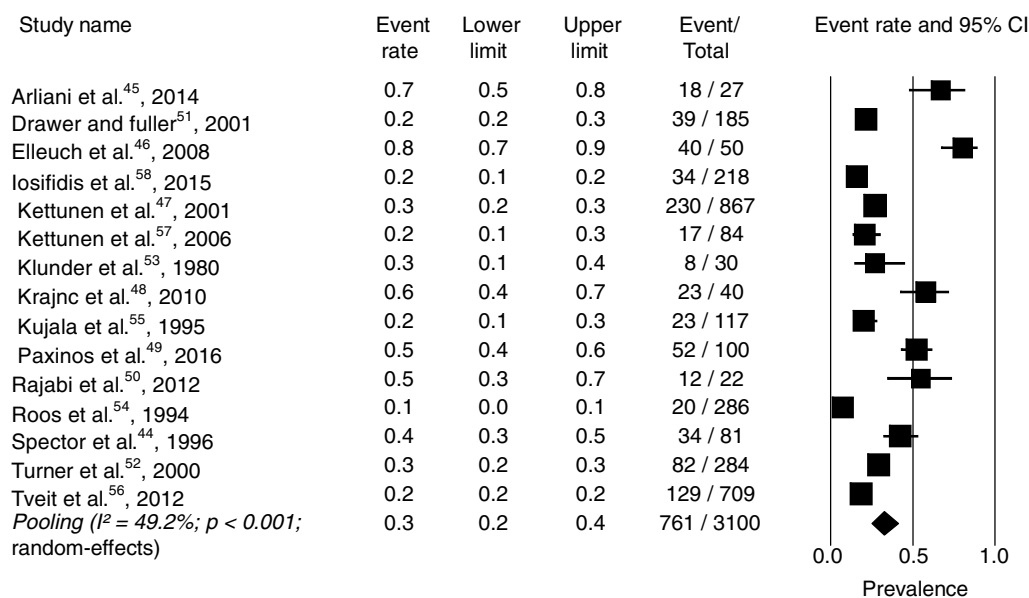 Study name Event rate Lower limit Upper limit Event/ Total Event rate and 95% CI
Arliani et al.45, 2014 0.7 0.5 0.8 18 / 27
Drawer and fuller51, 2001 0.2 0.2 0.3 39 / 185
Elleuch et al.46, 2008 0.8 0.7 0.9 40 / 50
Iosifidis et al.58, 2015 0.2 0.1 0.2 34 / 218
Kettunen et al.47, 2001 0.3 0.2 0.3 230 / 867
Kettunen et al.57, 2006 0.2 0.1 0.3 17 / 84
Klunder et al.53, 1980 0.3 0.1 0.4 8 / 30
Krajnc et al.48, 2010 0.6 0.4 0.7 23 / 40
Kujala et al.55, 1995 0.2 0.1 0.3 23 / 117
Paxinos et al.49, 2016 0.5 0.4 0.6 52 / 100
Rajabi et al.50, 2012 0.5 0.3 0.7 12 / 22
Roos et al.54, 1994 0.1 0.0 0.1 20 / 286
Spector et al.44, 1996 0.4 0.3 0.5 34 / 81
Turner et al.52, 2000 0.3 0.2 0.3 82 / 284
Tveit et al.56, 2012 0.2 0.2 0.2 129 / 709
Pooling (I² = 49.2%; p < 0.001; 0.3 0.2 0.4 761 / 3100
random-effects)
0.0 0.5 1.0
Prevalence